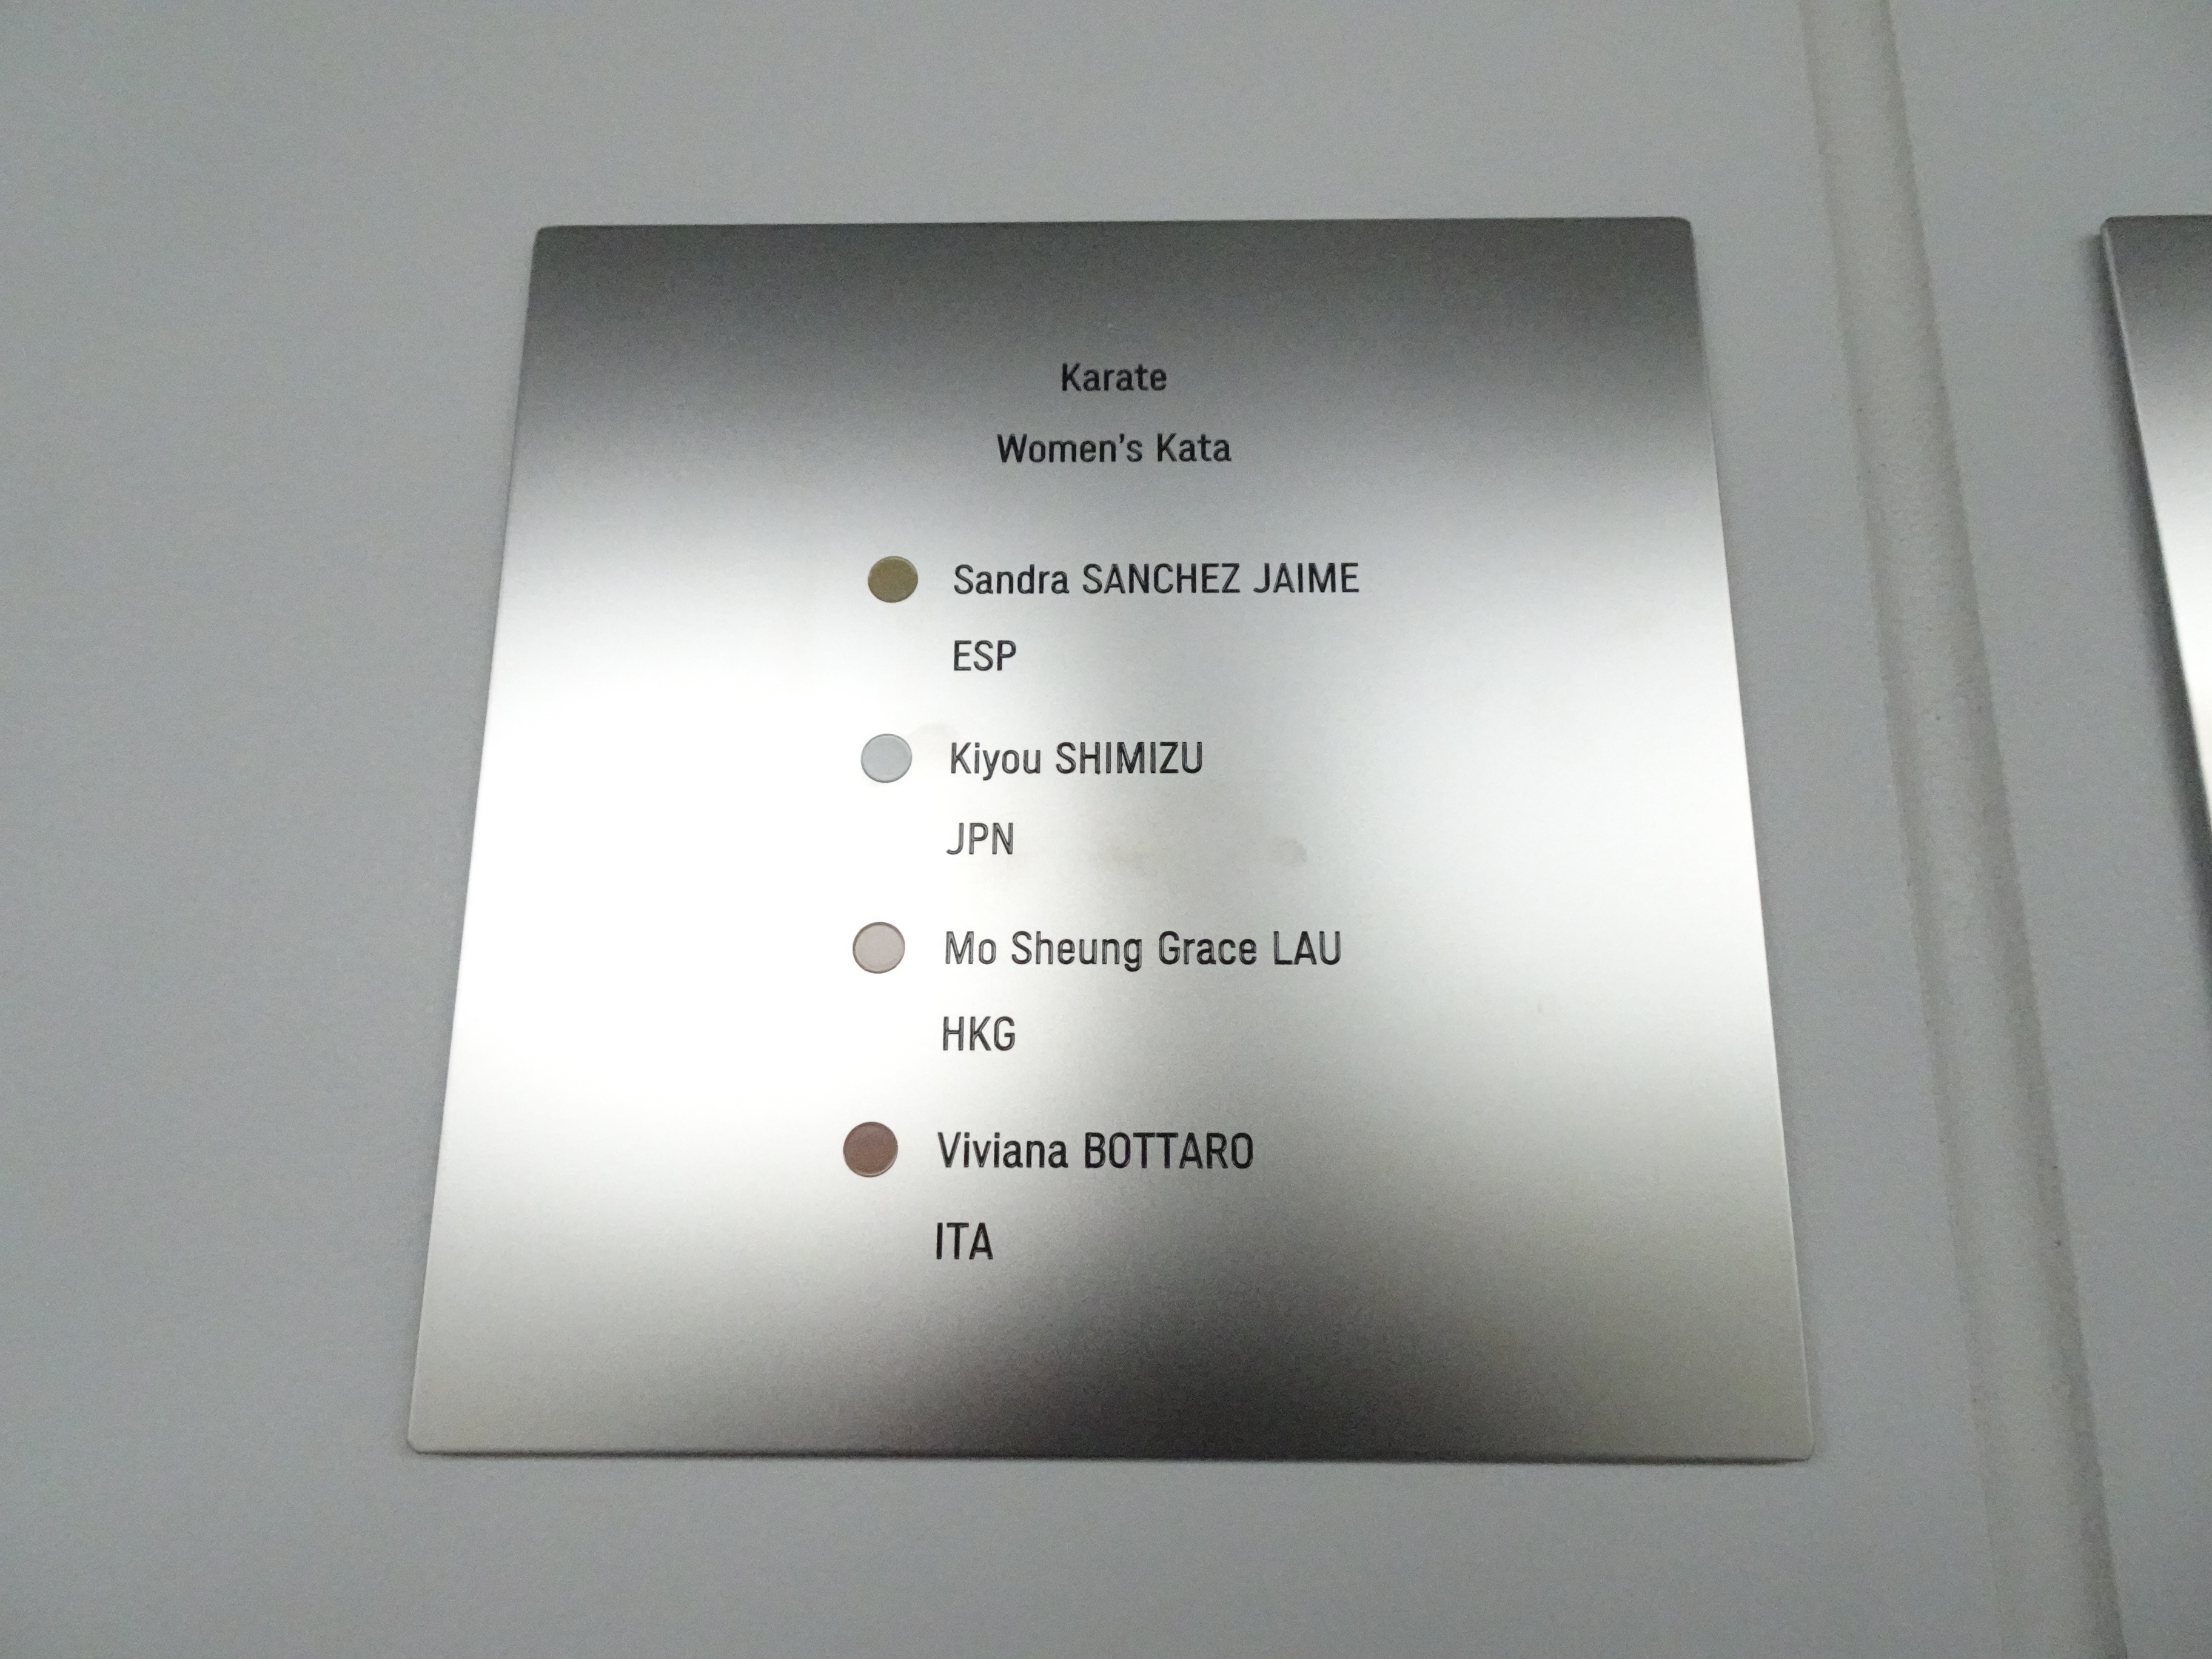 Karate
Women's Kata
Sandra SANCHEZ JAIME
ESP
Kiyou SHIMIZU
JPN
Mo Sheung Grace LAU
HKG
Viviana BOTTARO
ITA